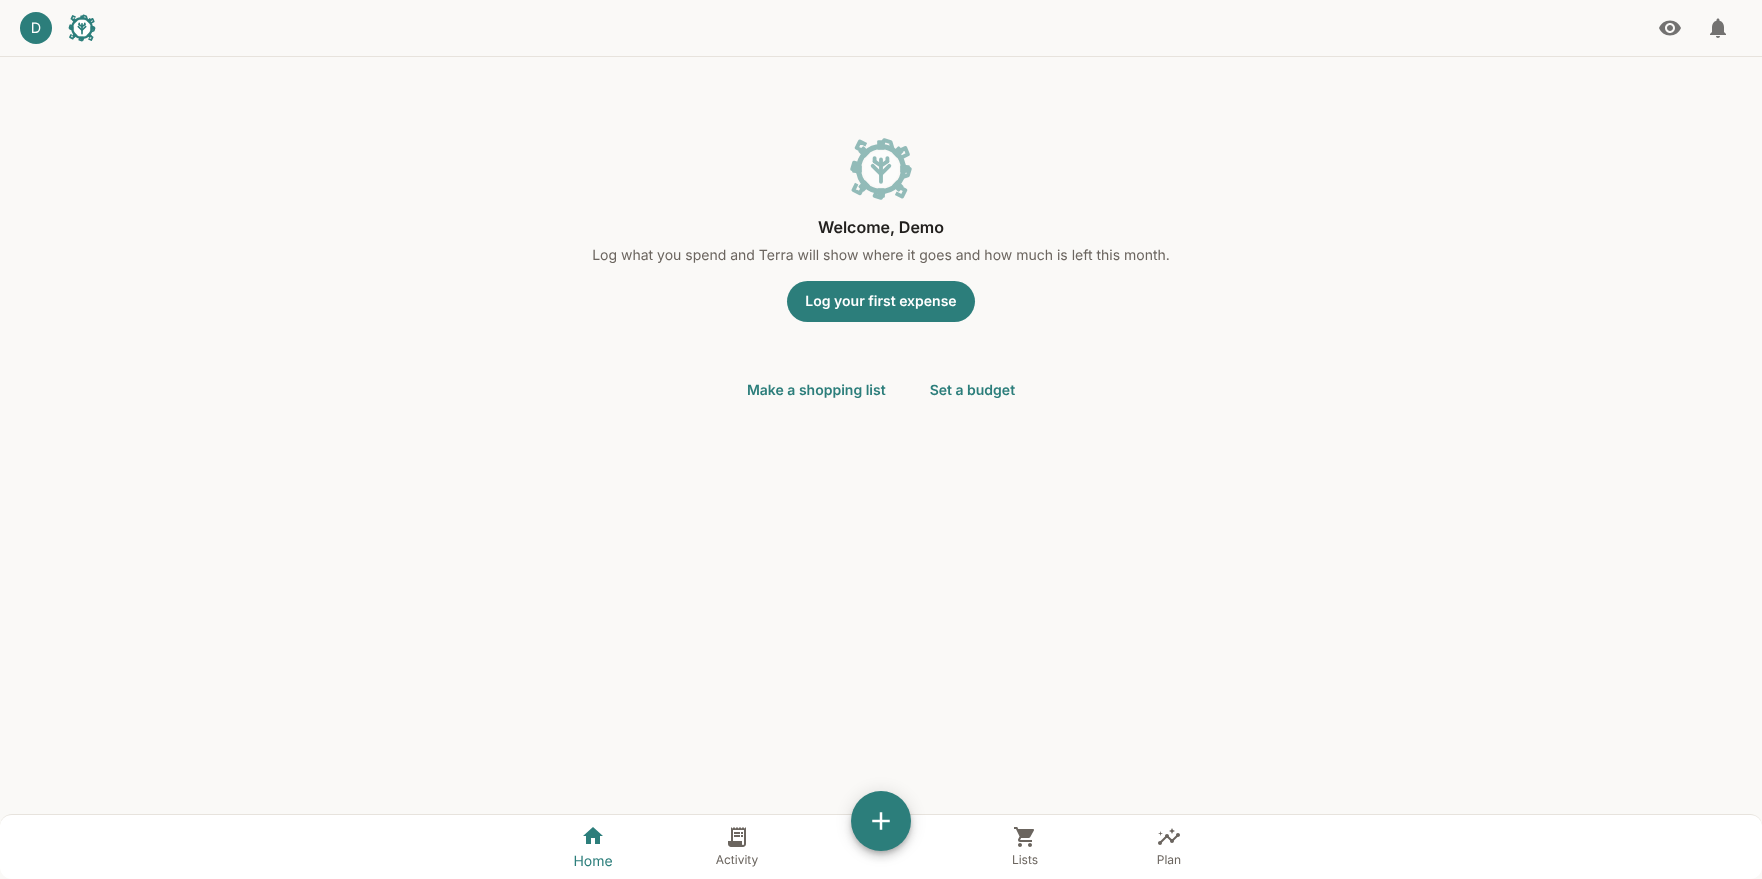 D
Welcome, Demo
Log what you spend and Terra will show where it goes and how much is left this month.
Log your first expense
Make a shopping list
Set a budget
Home
Activity
Lists
Plan